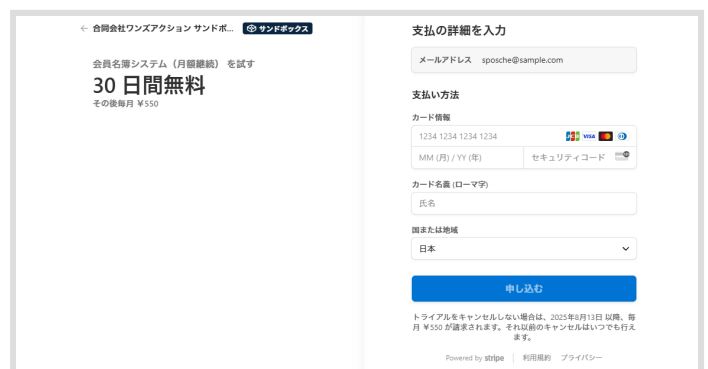 ← 合同会社ワンズアクション サンドボ... サンドボックス
会員名簿システム（月額継続） を試す
30 日間無料
その後毎月 ¥550
支払の詳細を入力
メールアドレス sposche@sample.com
支払い方法
カード情報
1234 1234 1234 1234 JCB VISA
MM (月) / YY (年) セキュリティコード
カード名義 (ローマ字)
氏名
国または地域
日本
申し込む
トライアルをキャンセルしない場合は、2025年8月13日 以降、毎
月 ¥550 が請求されます。それ以前のキャンセルはいつでも行え
ます。
Powered by stripe 利用規約 プライバシー